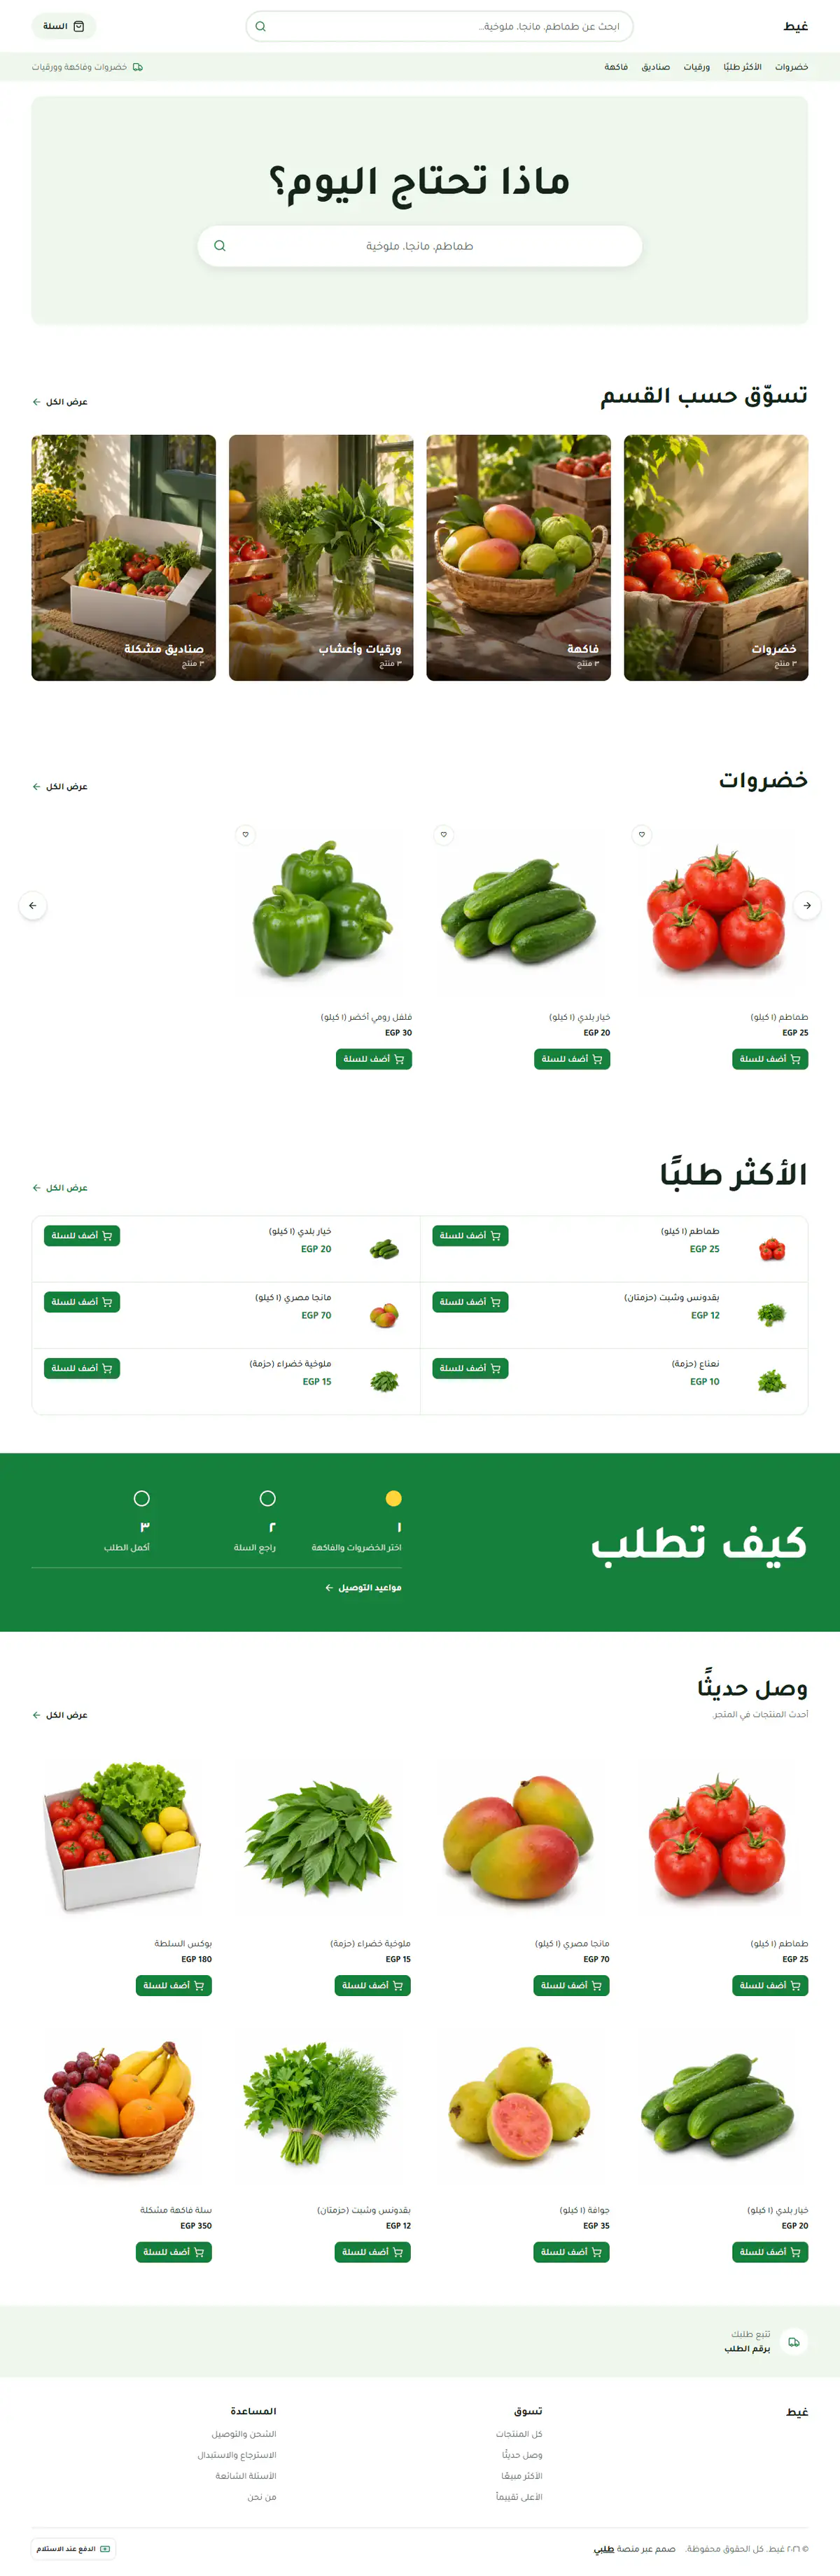 غيط
ابحث عن طماطم، مانجا، ملوخية...
السلة
خضروات
الأكثر طلبًا
ورقيات
صناديق
فاكهة
خضروات وفاكهة وورقيات
ماذا تحتاج اليوم؟
طماطم، مانجا، ملوخية
تسوّق حسب القسم
عرض الكل
خضروات
٣ منتج
فاكهة
٣ منتج
ورقيات وأعشاب
٣ منتج
صناديق مشكلة
٣ منتج
خضروات
عرض الكل
طماطم (١ كيلو)
EGP 25
أضف للسلة
خيار بلدي (١ كيلو)
EGP 20
أضف للسلة
فلفل رومي أخضر (١ كيلو)
EGP 30
أضف للسلة
الأكثر طلبًا
عرض الكل
طماطم (١ كيلو)
EGP 25
أضف للسلة
خيار بلدي (١ كيلو)
EGP 20
أضف للسلة
بقدونس وشبت (حزمتان)
EGP 12
أضف للسلة
مانجا مصري (١ كيلو)
EGP 70
أضف للسلة
نعناع (حزمة)
EGP 10
أضف للسلة
ملوخية خضراء (حزمة)
EGP 15
أضف للسلة
كيف تطلب
١
اختر الخضروات والفاكهة
٢
راجع السلة
٣
أكمل الطلب
مواعيد التوصيل
وصل حديثًا
أحدث المنتجات في المتجر.
عرض الكل
طماطم (١ كيلو)
EGP 25
أضف للسلة
مانجا مصري (١ كيلو)
EGP 70
أضف للسلة
ملوخية خضراء (حزمة)
EGP 15
أضف للسلة
بوكس السلطة
EGP 180
أضف للسلة
خيار بلدي (١ كيلو)
EGP 20
أضف للسلة
جوافة (١ كيلو)
EGP 35
أضف للسلة
بقدونس وشبت (حزمتان)
EGP 12
أضف للسلة
سلة فاكهة مشكلة
EGP 350
أضف للسلة
تتبع طلبك
برقم الطلب
غيط
تسوق
كل المنتجات
وصل حديثًا
الأكثر مبيعًا
الأعلى تقييماً
المساعدة
الشحن والتوصيل
الاسترجاع والاستبدال
الأسئلة الشائعة
من نحن
© ٢٠٢٦ غيط. كل الحقوق محفوظة.
صمم عبر منصة طلبي
الدفع عند الاستلام